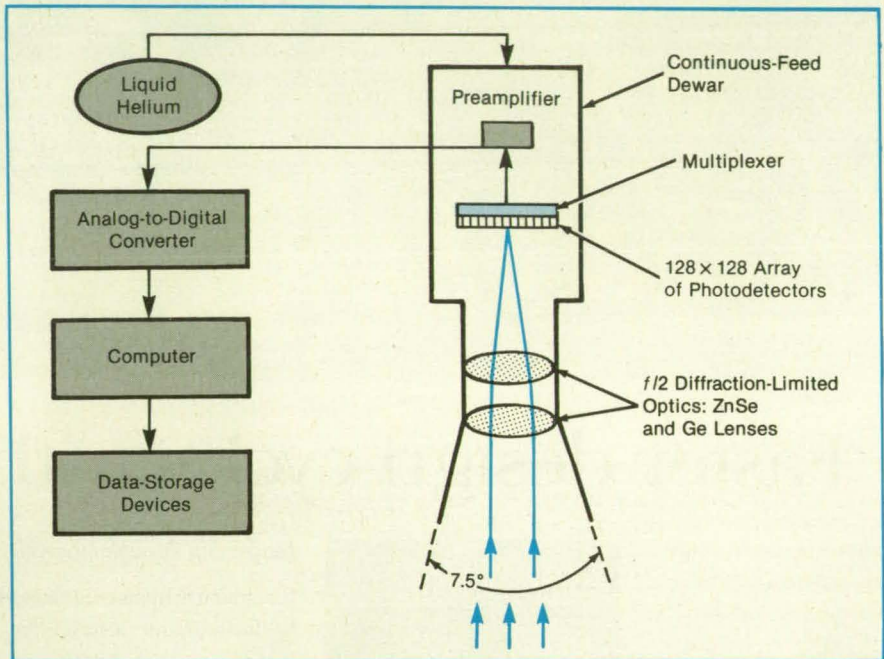 Liquid
Helium
Preamplifier
Continuous-Feed
Dewar
Multiplexer
Analog-to-Digital
Converter
128 × 128 Array
of Photodetectors
Computer
f/2 Diffraction-Limited
Optics: ZnSe
and Ge Lenses
Data-Storage
Devices
7.5°